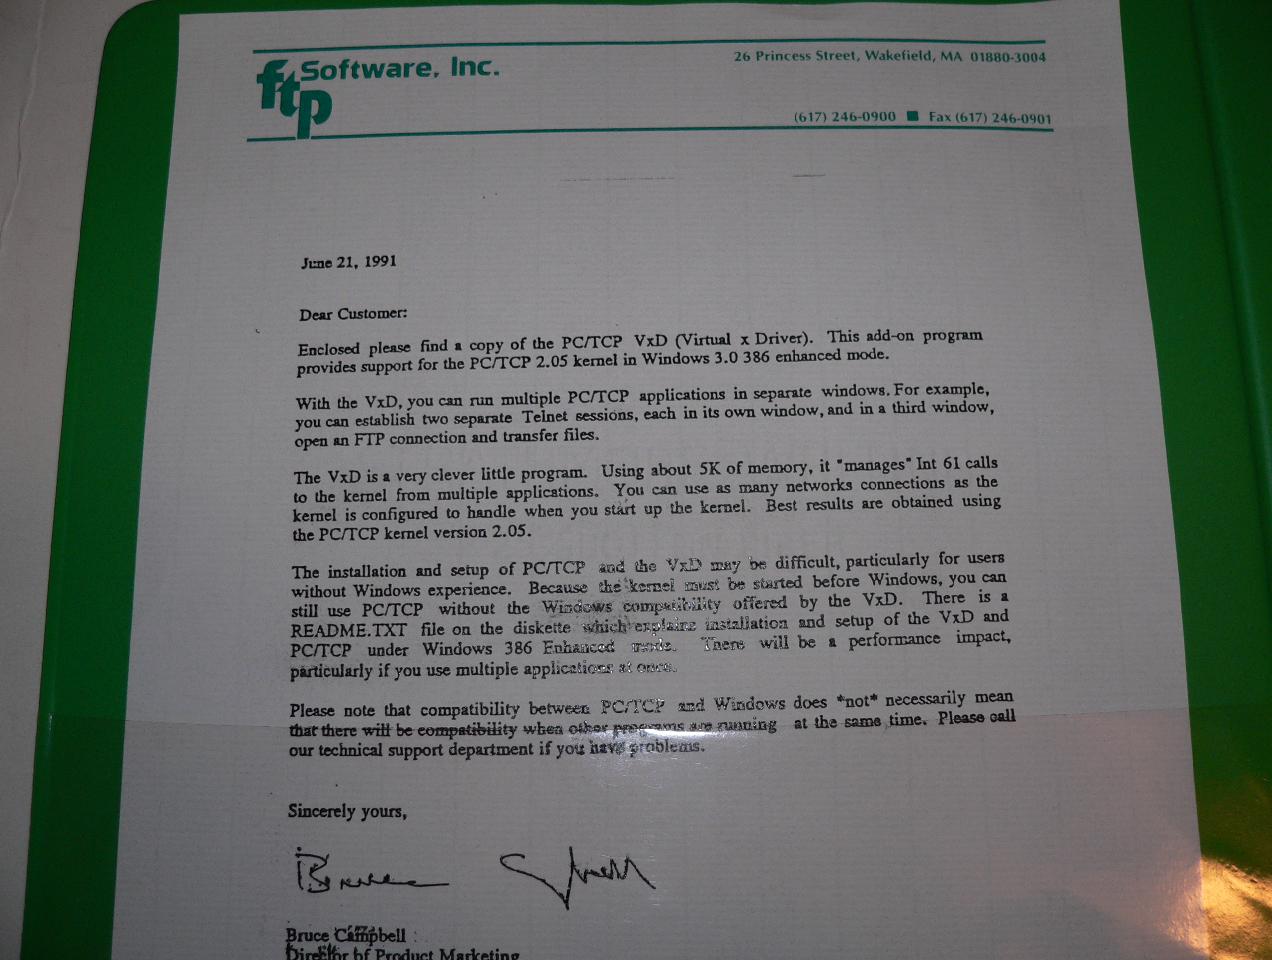 ftp Software, Inc.
26 Princess Street, Wakefield, MA 01880-3004
(617) 246-0900 ■ Fax (617) 246-0901
June 21, 1991
Dear Customer:
Enclosed please find a copy of the PC/TCP VxD (Virtual x Driver). This add-on program
provides support for the PC/TCP 2.05 kernel in Windows 3.0 386 enhanced mode.
With the VxD, you can run multiple PC/TCP applications in separate windows. For example,
you can establish two separate Telnet sessions, each in its own window, and in a third window,
open an FTP connection and transfer files.
The VxD is a very clever little program. Using about 5K of memory, it "manages" Int 61 calls
to the kernel from multiple applications. You can use as many networks connections as the
kernel is configured to handle when you start up the kernel. Best results are obtained using
the PC/TCP kernel version 2.05.
The installation and setup of PC/TCP and the VxD may be difficult, particularly for users
without Windows experience. Because the kernel must be started before Windows, you can
still use PC/TCP without the Windows compatibility offered by the VxD. There is a
README.TXT file on the diskette which explains installation and setup of the VxD and
PC/TCP under Windows 386 Enhanced mode. There will be a performance impact,
particularly if you use multiple applications at once.
Please note that compatibility between PC/TCP and Windows does *not* necessarily mean
that there will be compatibility when other programs are running at the same time. Please call
our technical support department if you have problems.
Sincerely yours,
Bruce Campbell
Bruce Campbell
Director of Product Marketing